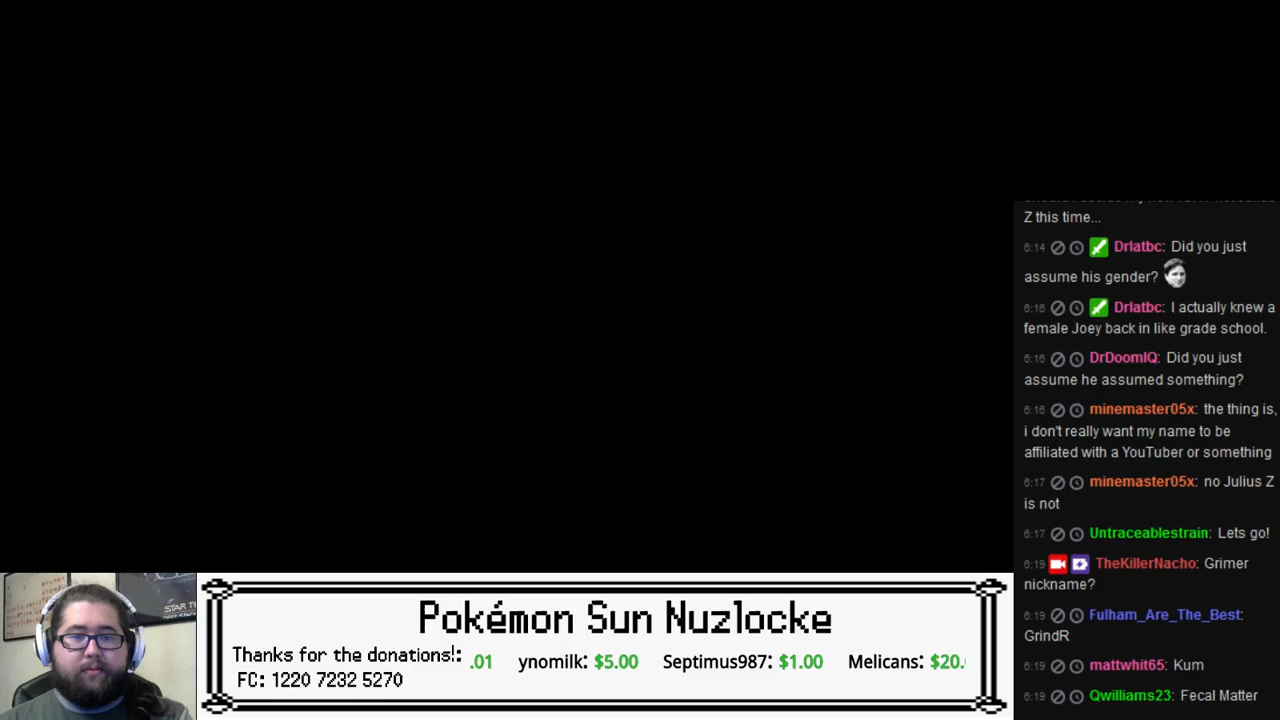 Z this time...
6:14 Drlatbc: Did you just
assume his gender?
6:16 Drlatbc: I actually knew a
female Joey back in like grade school.
6:16 DrDoomIQ: Did you just
assume he assumed something?
6:16 minemaster05x: the thing is,
i don't really want my name to be
affiliated with a YouTuber or something
6:17 minemaster05x: no Julius Z
is not
6:17 Untraceablestrain: Lets go!
6:19 TheKillerNacho: Grimer
nickname?
6:19 Fulham_Are_The_Best:
GrindR
6:19 mattwhit65: Kum
6:19 Qwilliams23: Fecal Matter
STAR
Pokémon Sun Nuzlocke
Thanks for the donations!: .01 ynomilk: $5.00 Septimus987: $1.00 Melicans: $20.
FC: 1220 7232 5270